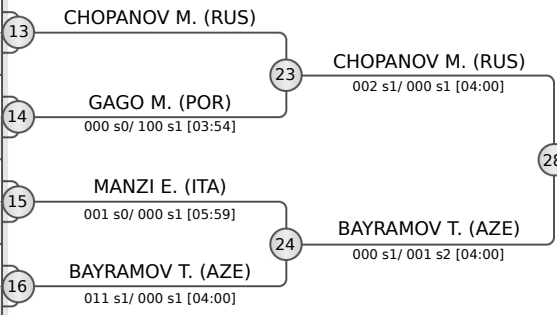 CHOPANOV M. (RUS)
13
23
CHOPANOV M. (RUS)
002 s1/ 000 s1 [04:00]
GAGO M. (POR)
14
000 s0/ 100 s1 [03:54]
28
MANZI E. (ITA)
15
001 s0/ 000 s1 [05:59]
24
BAYRAMOV T. (AZE)
000 s1/ 001 s2 [04:00]
BAYRAMOV T. (AZE)
16
011 s1/ 000 s1 [04:00]